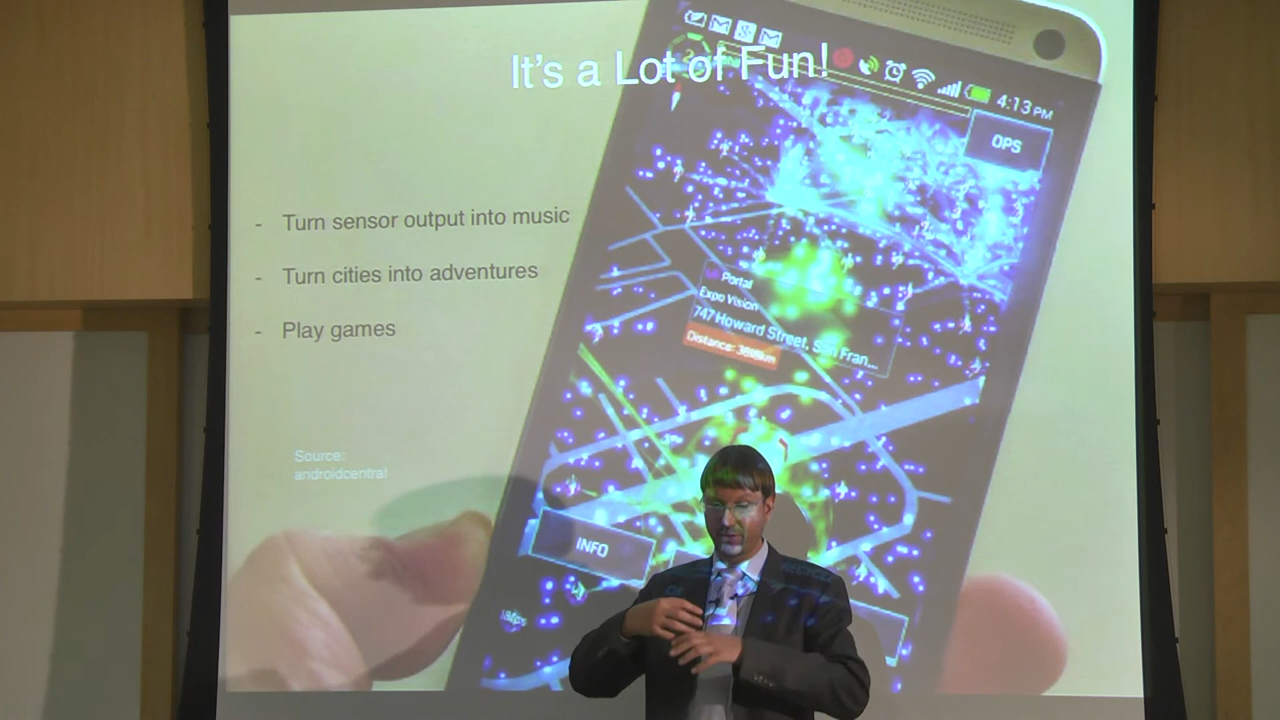 It's a Lot of Fun!
4:13 PM
OPS
- Turn sensor output into music
- Turn cities into adventures
- Play games
Portal
Expo Vision
747 Howard Street, San Fran...
Source:
androidcentral
INFO